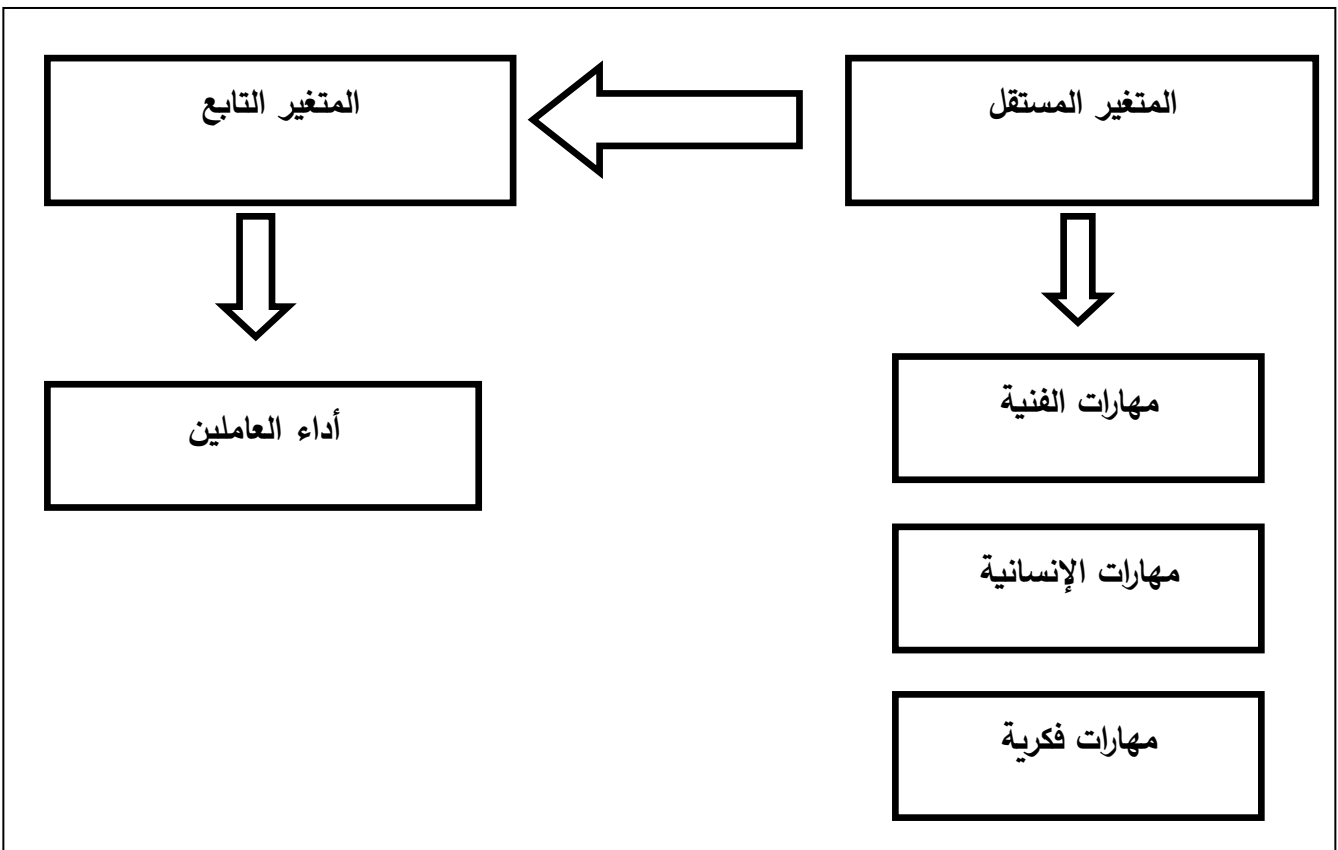 المتغير المستقل
المتغير التابع
مهارات الفنية
أداء العاملين
مهارات الإنسانية
مهارات فكرية